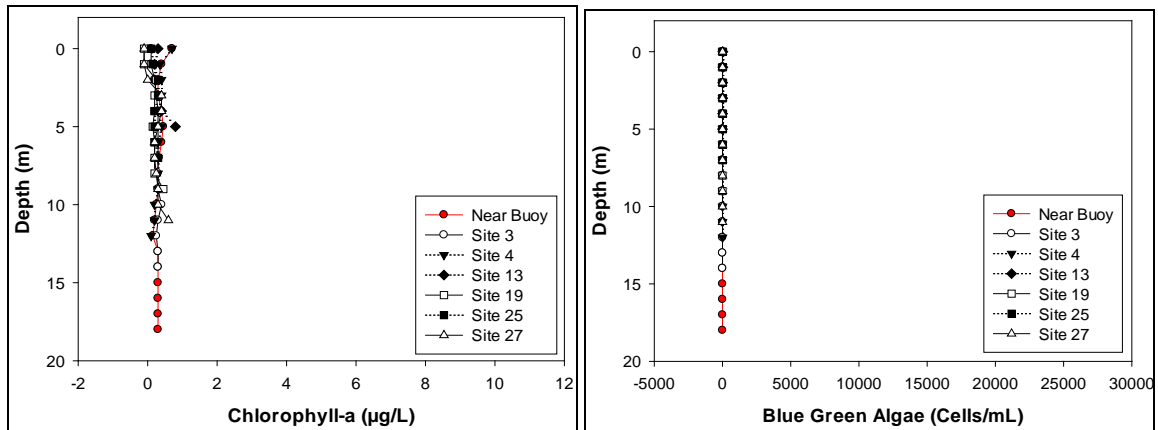 0
5
10
15
20
Depth (m)
-2 0 2 4 6 8 10 12
Chlorophyll-a (µg/L)
Near Buoy
Site 3
Site 4
Site 13
Site 19
Site 25
Site 27
0
5
10
15
20
Depth (m)
-5000 0 5000 10000 15000 20000 25000 30000
Blue Green Algae (Cells/mL)
Near Buoy
Site 3
Site 4
Site 13
Site 19
Site 25
Site 27